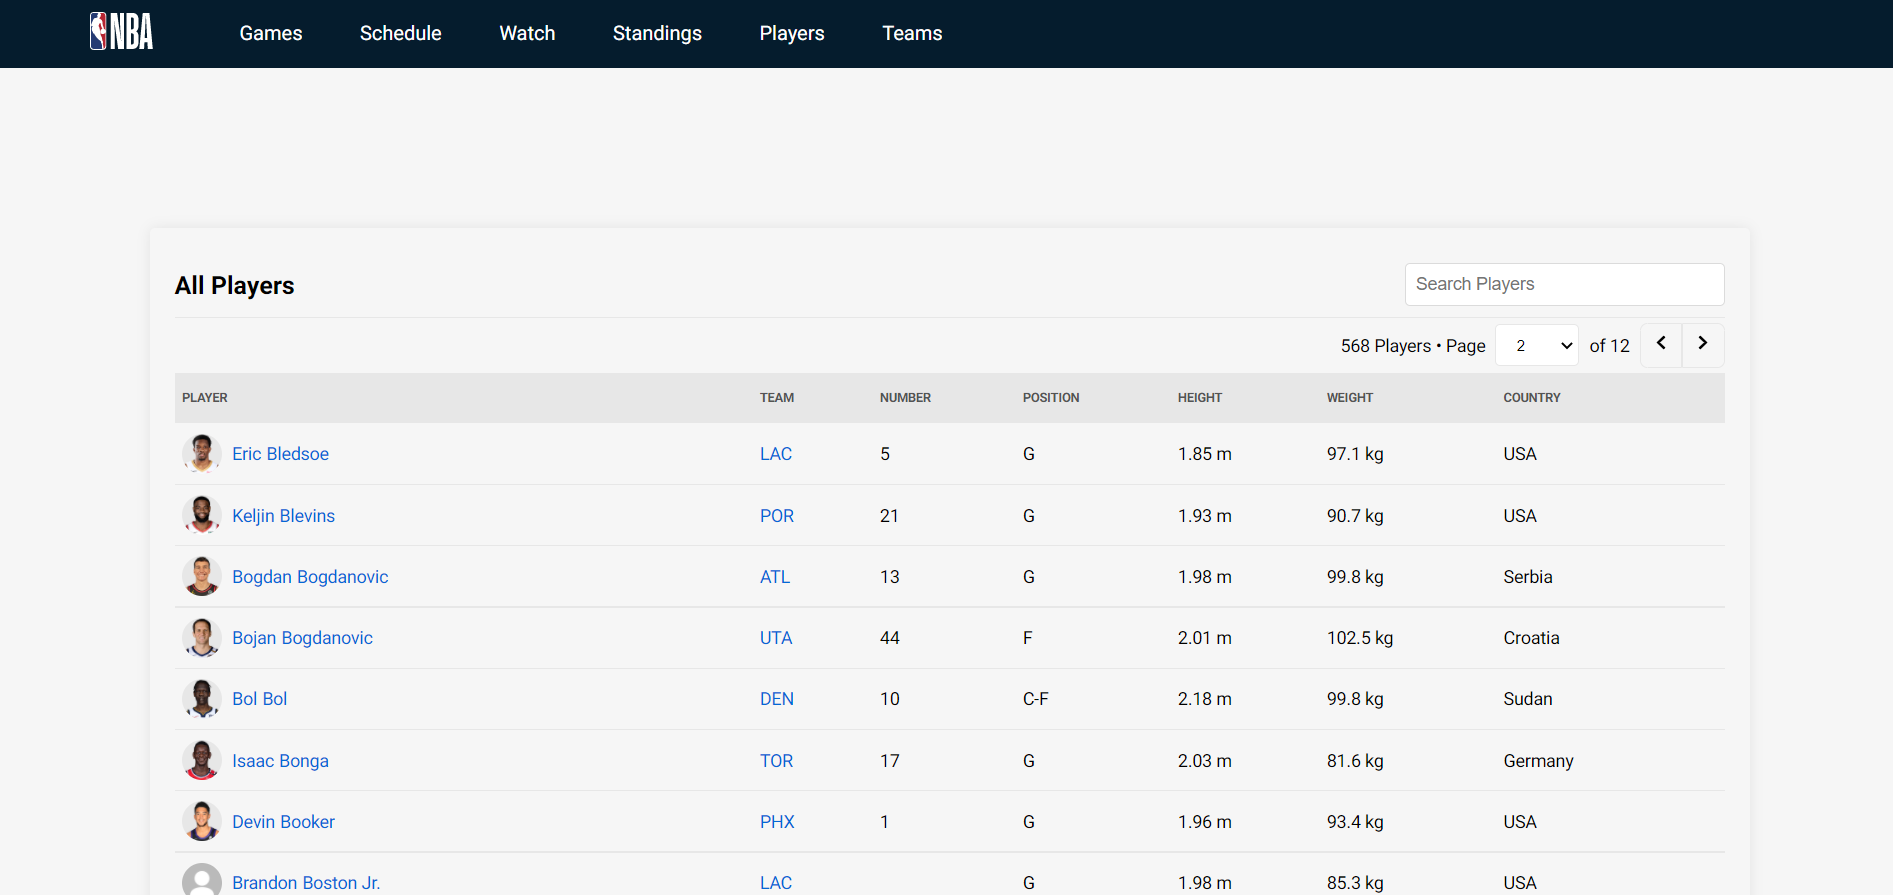 NBA Games Schedule Watch Standings Players Teams
All Players Search Players
568 Players • Page 2 of 12
PLAYER TEAM NUMBER POSITION HEIGHT WEIGHT COUNTRY
Eric Bledsoe LAC 5 G 1.85 m 97.1 kg USA
Keljin Blevins POR 21 G 1.93 m 90.7 kg USA
Bogdan Bogdanovic ATL 13 G 1.98 m 99.8 kg Serbia
Bojan Bogdanovic UTA 44 F 2.01 m 102.5 kg Croatia
Bol Bol DEN 10 C-F 2.18 m 99.8 kg Sudan
Isaac Bonga TOR 17 G 2.03 m 81.6 kg Germany
Devin Booker PHX 1 G 1.96 m 93.4 kg USA
Brandon Boston Jr. LAC G 1.98 m 85.3 kg USA